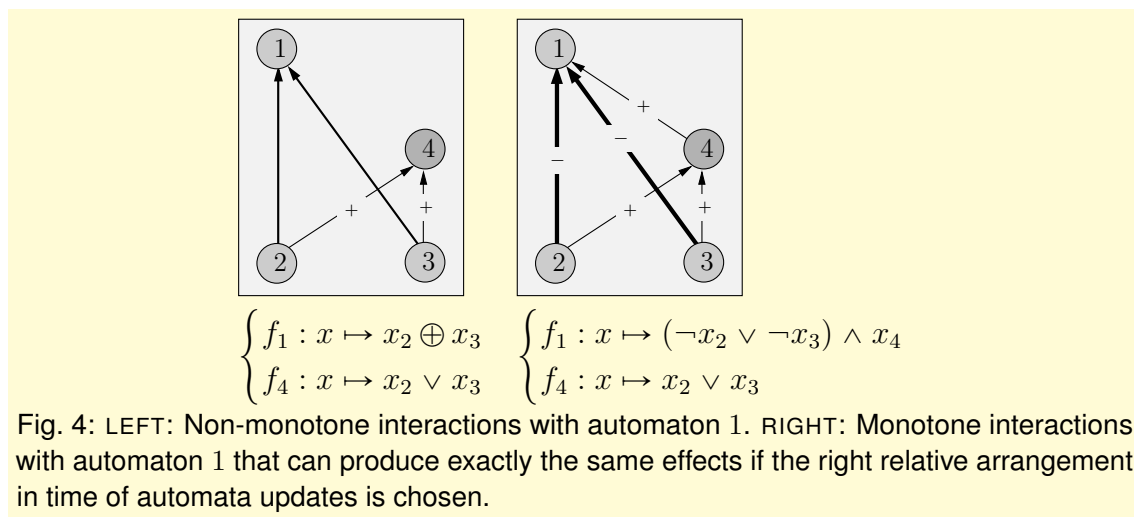 1 1
4 + 4
− −
+ + + +
2 3 2 3
{ f₁ : x ↦ x₂ ⊕ x₃ { f₁ : x ↦ (¬x₂ ∨ ¬x₃) ∧ x₄
f₄ : x ↦ x₂ ∨ x₃ f₄ : x ↦ x₂ ∨ x₃
Fig. 4: LEFT: Non-monotone interactions with automaton 1. RIGHT: Monotone interactions
with automaton 1 that can produce exactly the same effects if the right relative arrangement
in time of automata updates is chosen.